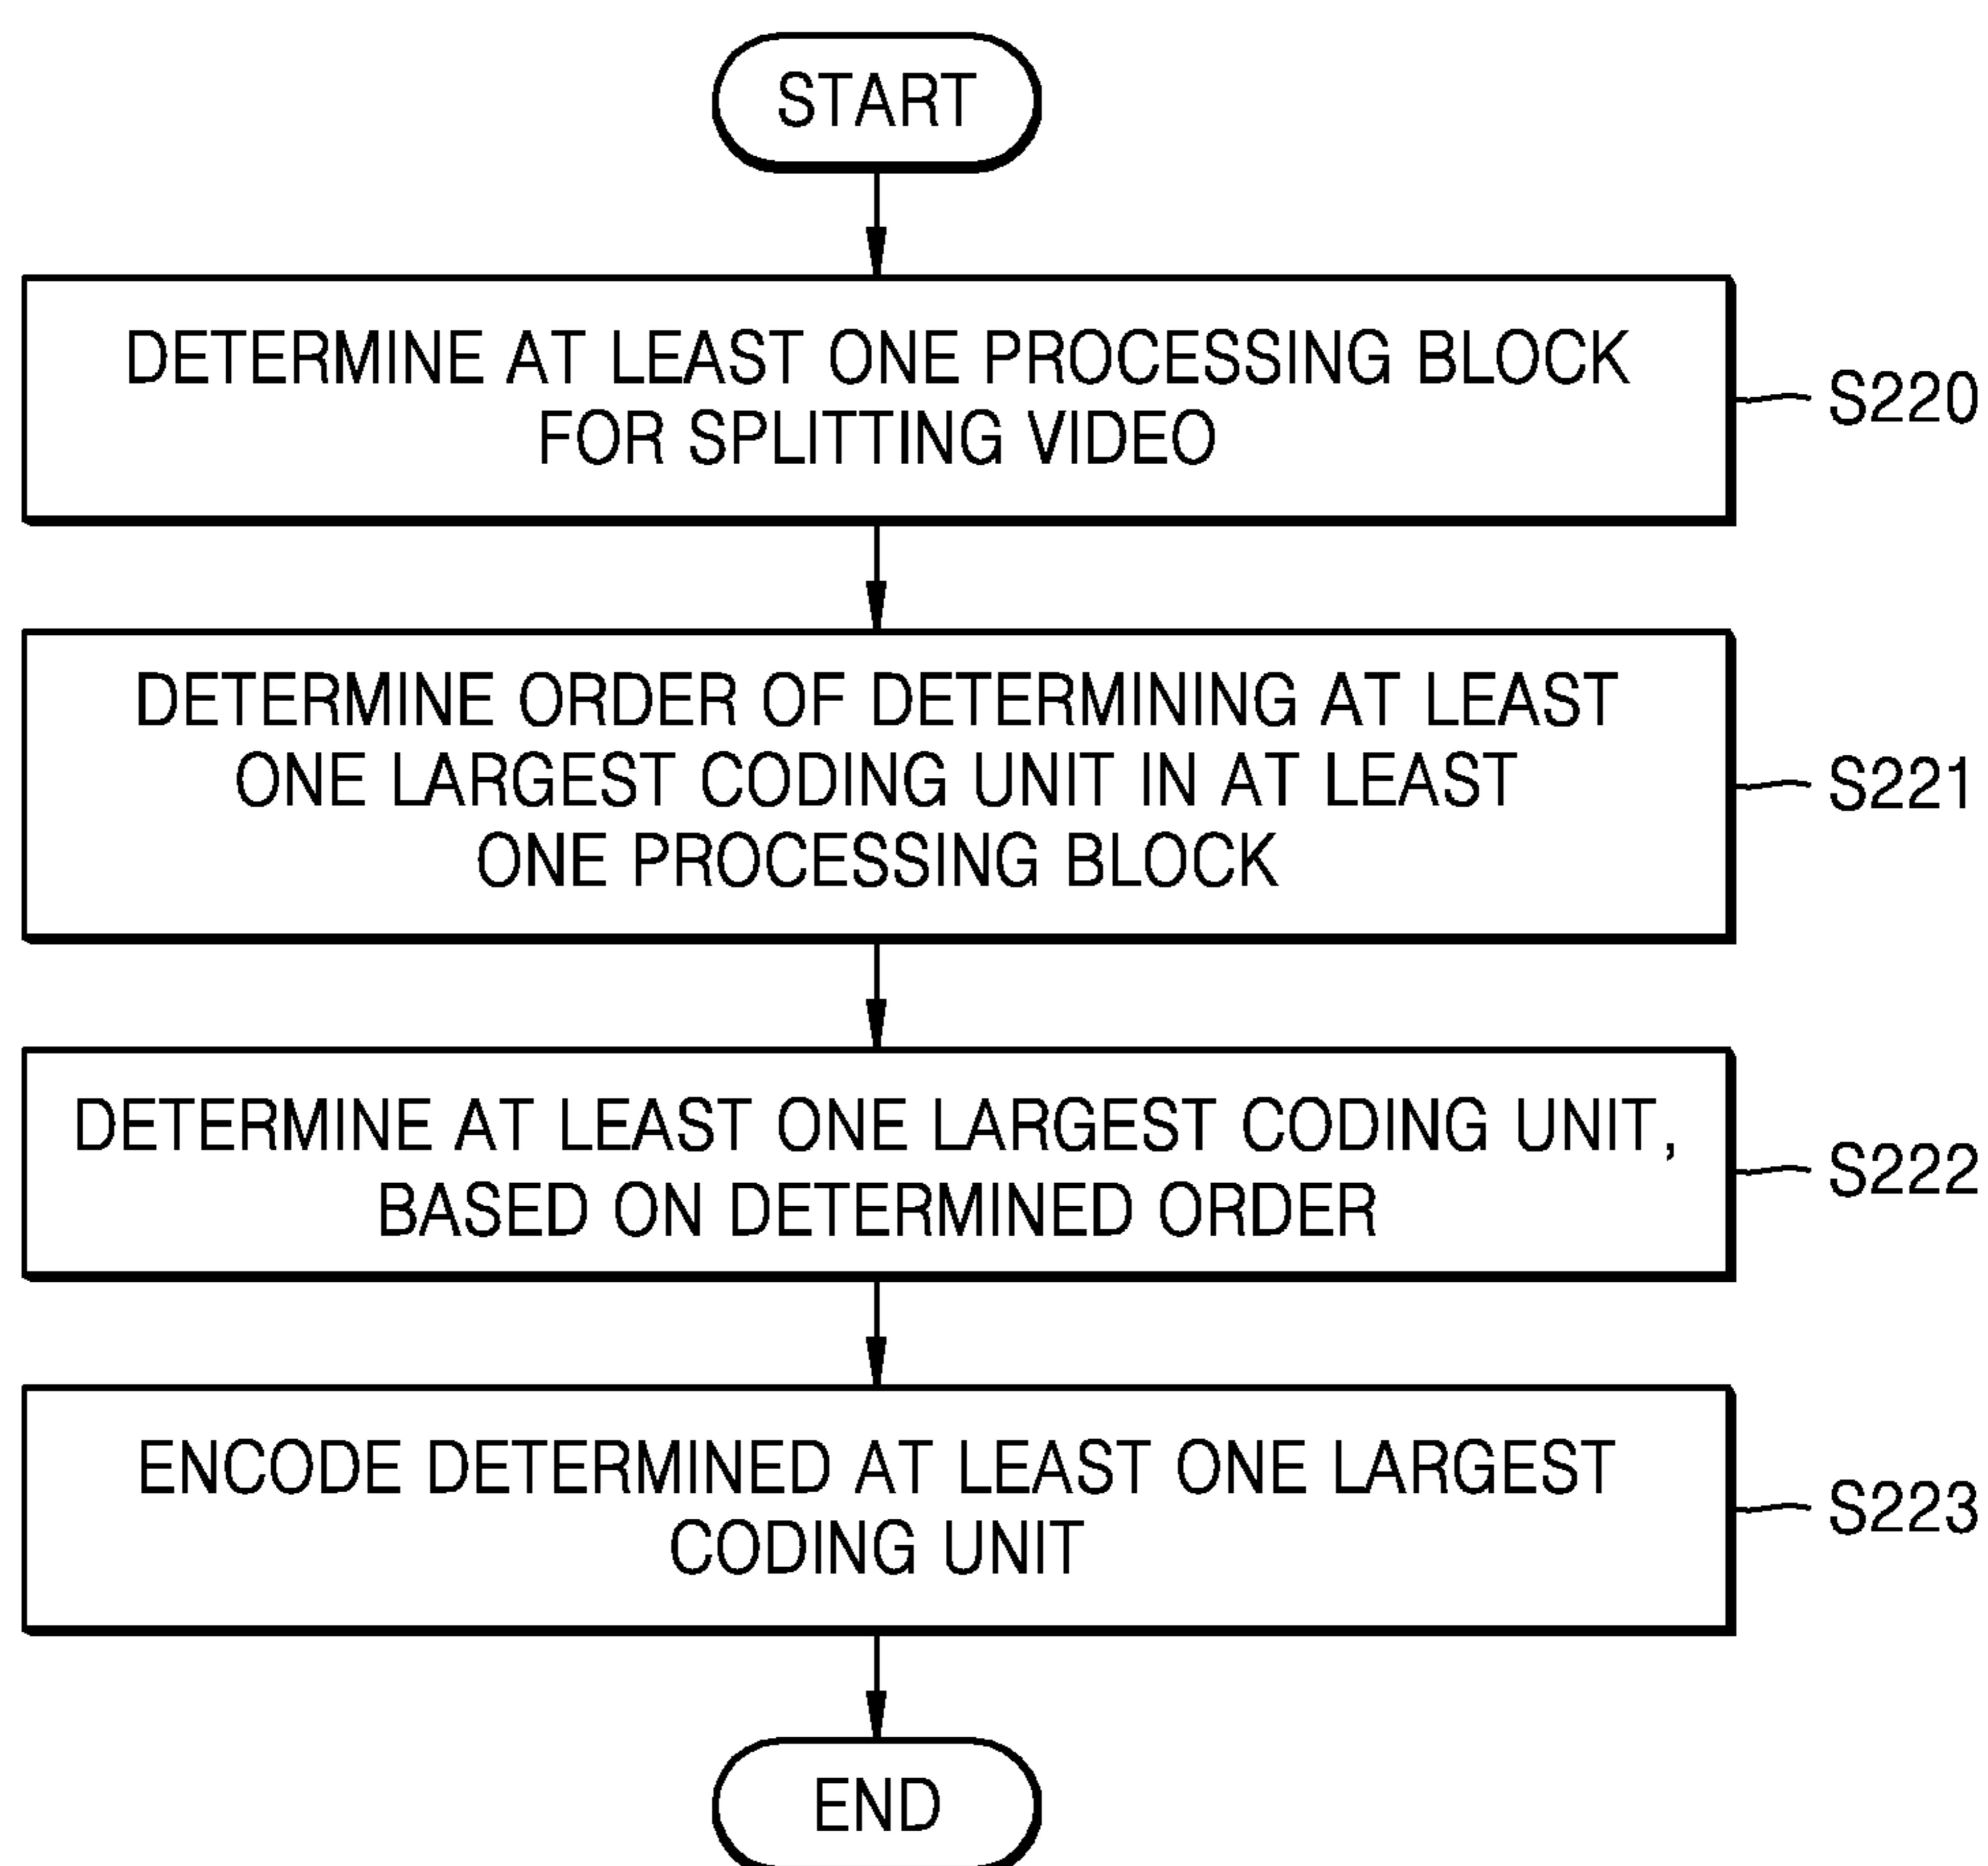 START
DETERMINE AT LEAST ONE PROCESSING BLOCK
FOR SPLITTING VIDEO
S220
DETERMINE ORDER OF DETERMINING AT LEAST
ONE LARGEST CODING UNIT IN AT LEAST
ONE PROCESSING BLOCK
S221
DETERMINE AT LEAST ONE LARGEST CODING UNIT,
BASED ON DETERMINED ORDER
S222
ENCODE DETERMINED AT LEAST ONE LARGEST
CODING UNIT
S223
END